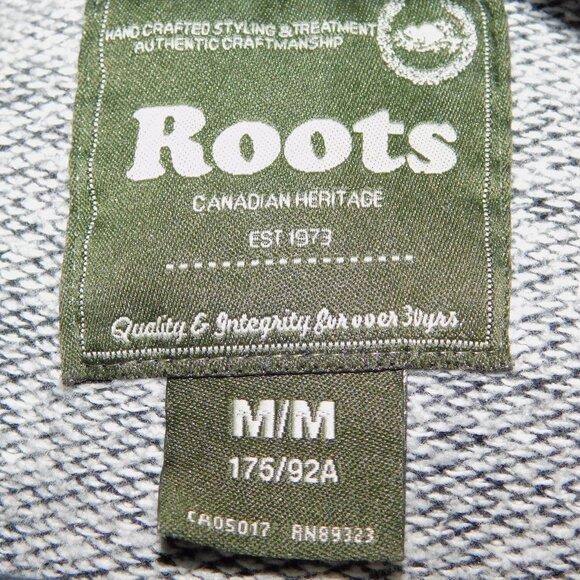 HAND CRAFTED STYLING & TREATMENT
AUTHENTIC CRAFTMANSHIP
Roots
CANADIAN HERITAGE
EST 1973
Quality & Integrity for over 30yrs.
M/M
175/92A
CA05017 RN89323